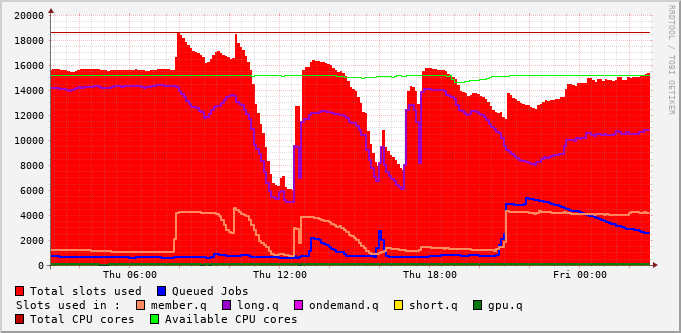 20000
18000
16000
14000
12000
10000
8000
6000
4000
2000
0
Thu 06:00 Thu 12:00 Thu 18:00 Fri 00:00
RRDTOOL / TOBI OETIKER
Total slots used Queued Jobs
Slots used in : member.q long.q ondemand.q short.q gpu.q
Total CPU cores Available CPU cores